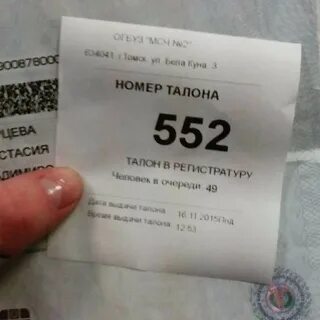 ОГБУЗ "МСЧ №2"
634041 г.Томск ул. Бела Куна 3
НОМЕР ТАЛОНА
552
ТАЛОН В РЕГИСТРАТУРУ
Человек в очереди 49
Дата выдачи талона 16.11.2015
Время выдачи талона 12:53
9008780000
ЦЕВА
СТАСИЯ